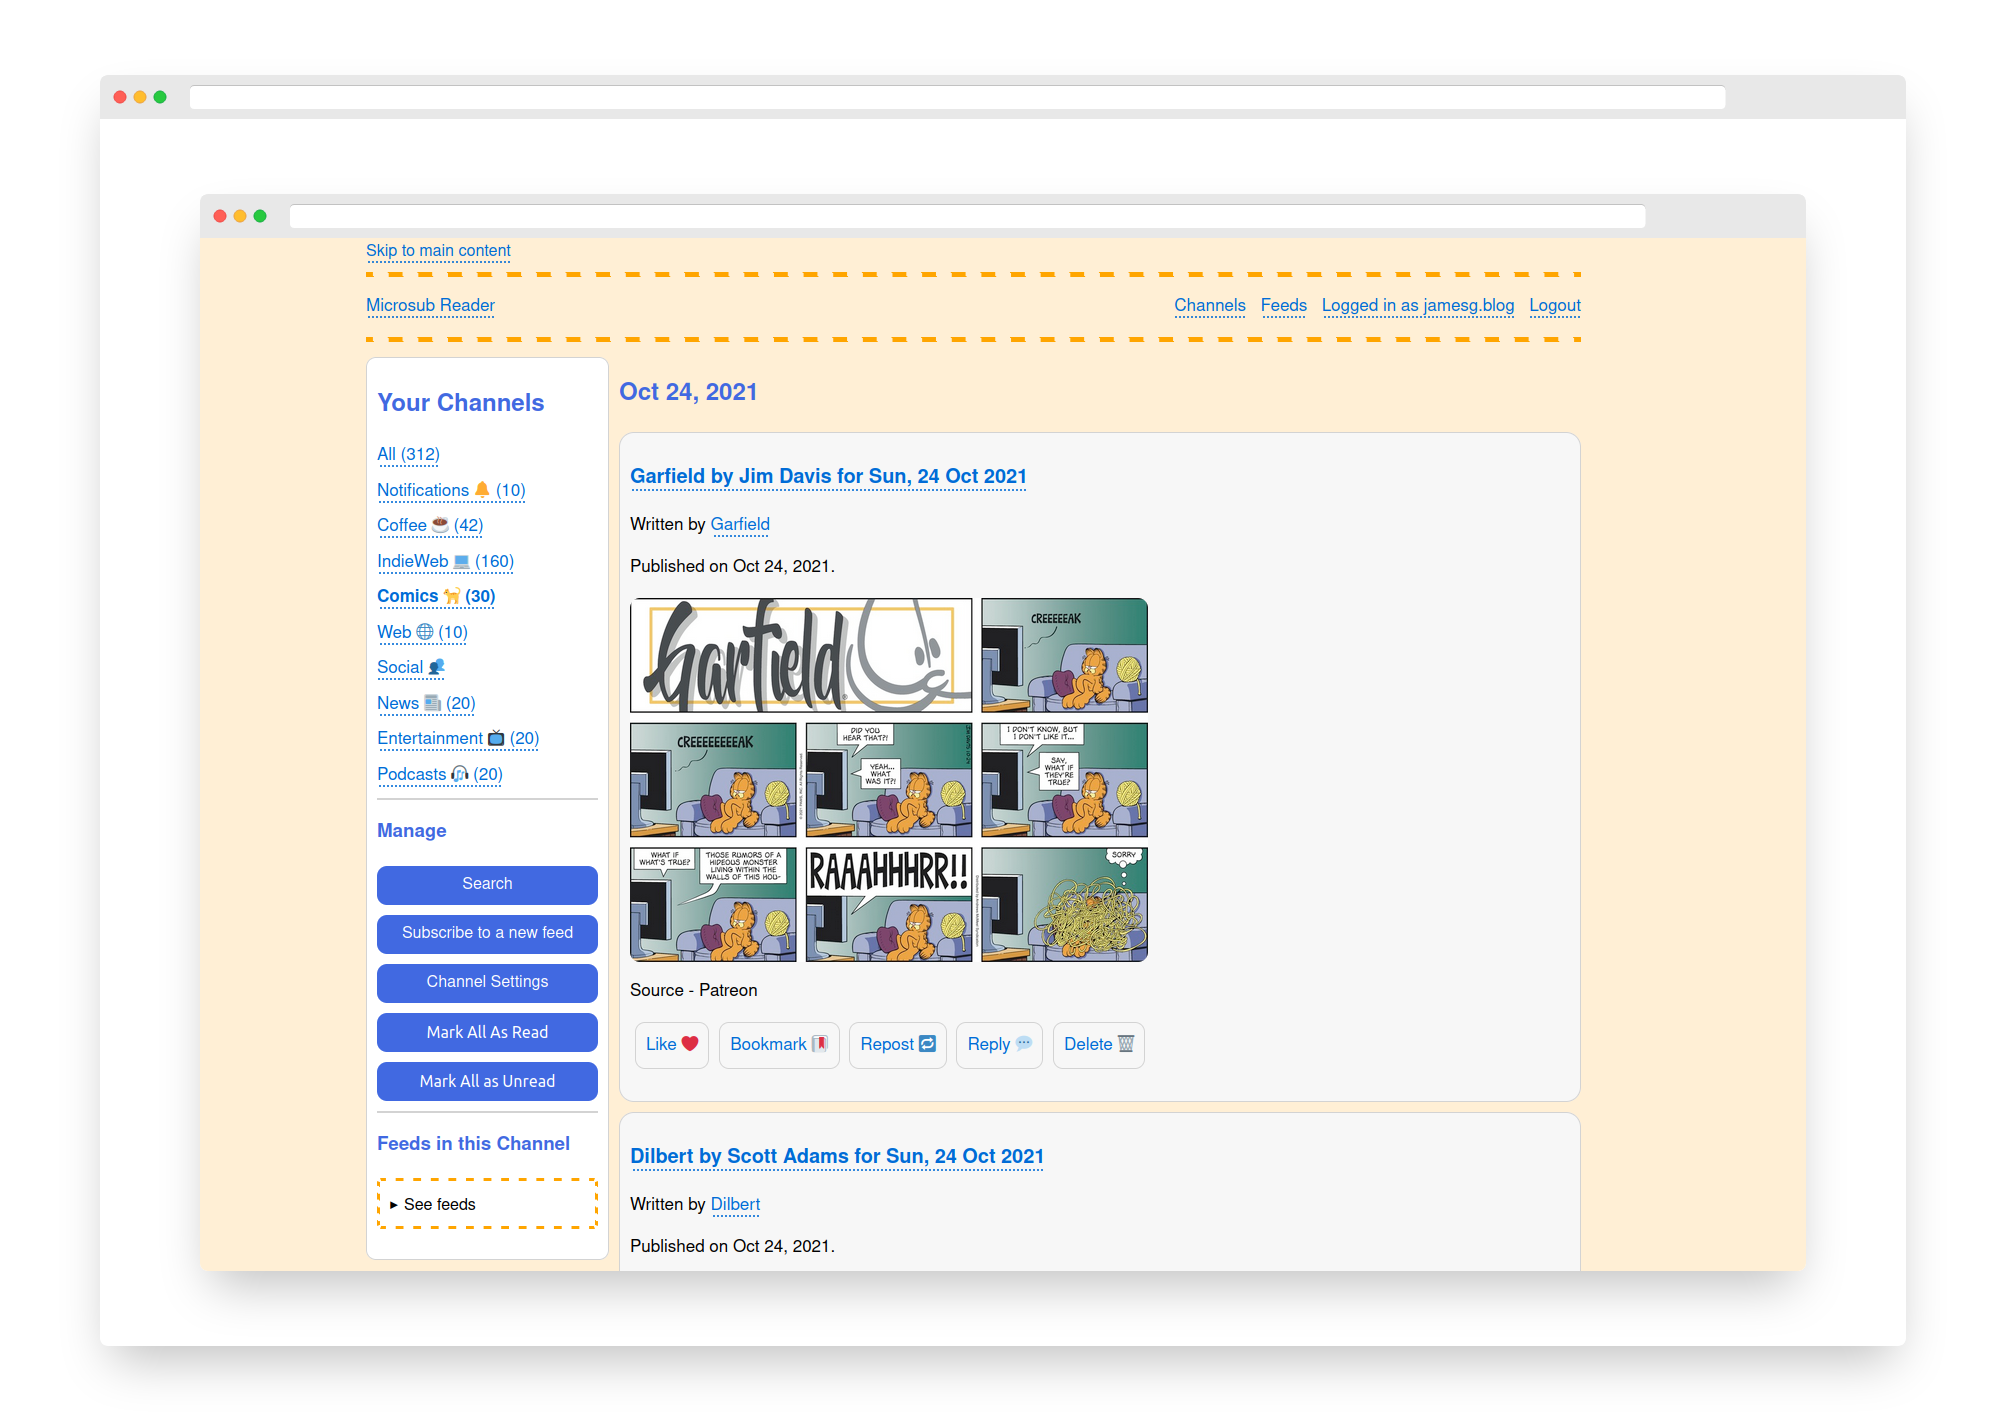 Skip to main content
Microsub Reader
Channels Feeds Logged in as jamesg.blog Logout
Your Channels
All (312)
Notifications 🔔 (10)
Coffee ☕ (42)
IndieWeb 💻 (160)
Comics 🐈 (30)
Web 🌐 (10)
Social 👥
News 📰 (20)
Entertainment 📺 (20)
Podcasts 🎧 (20)
Manage
Search
Subscribe to a new feed
Channel Settings
Mark All As Read
Mark All as Unread
Feeds in this Channel
▸ See feeds
Oct 24, 2021
Garfield by Jim Davis for Sun, 24 Oct 2021
Written by Garfield
Published on Oct 24, 2021.
Garfield
CREEEEEAK
CREEEEEEEEAK
DID YOU
HEAR THAT?!
YEAH...
WHAT
WAS IT?!
I DON'T KNOW, BUT
I DON'T LIKE IT...
SAY,
WHAT IF
THEY'RE
TRUE?
WHAT IF
WHAT'S TRUE?
THOSE RUMORS OF A
HIDEOUS MONSTER
LIVING WITHIN THE
WALLS OF THIS HOU-
RAAAHHHRR!!
SORRY
Source - Patreon
Like ❤️ Bookmark 🔖 Repost 🔁 Reply 💬 Delete 🗑️
Dilbert by Scott Adams for Sun, 24 Oct 2021
Written by Dilbert
Published on Oct 24, 2021.